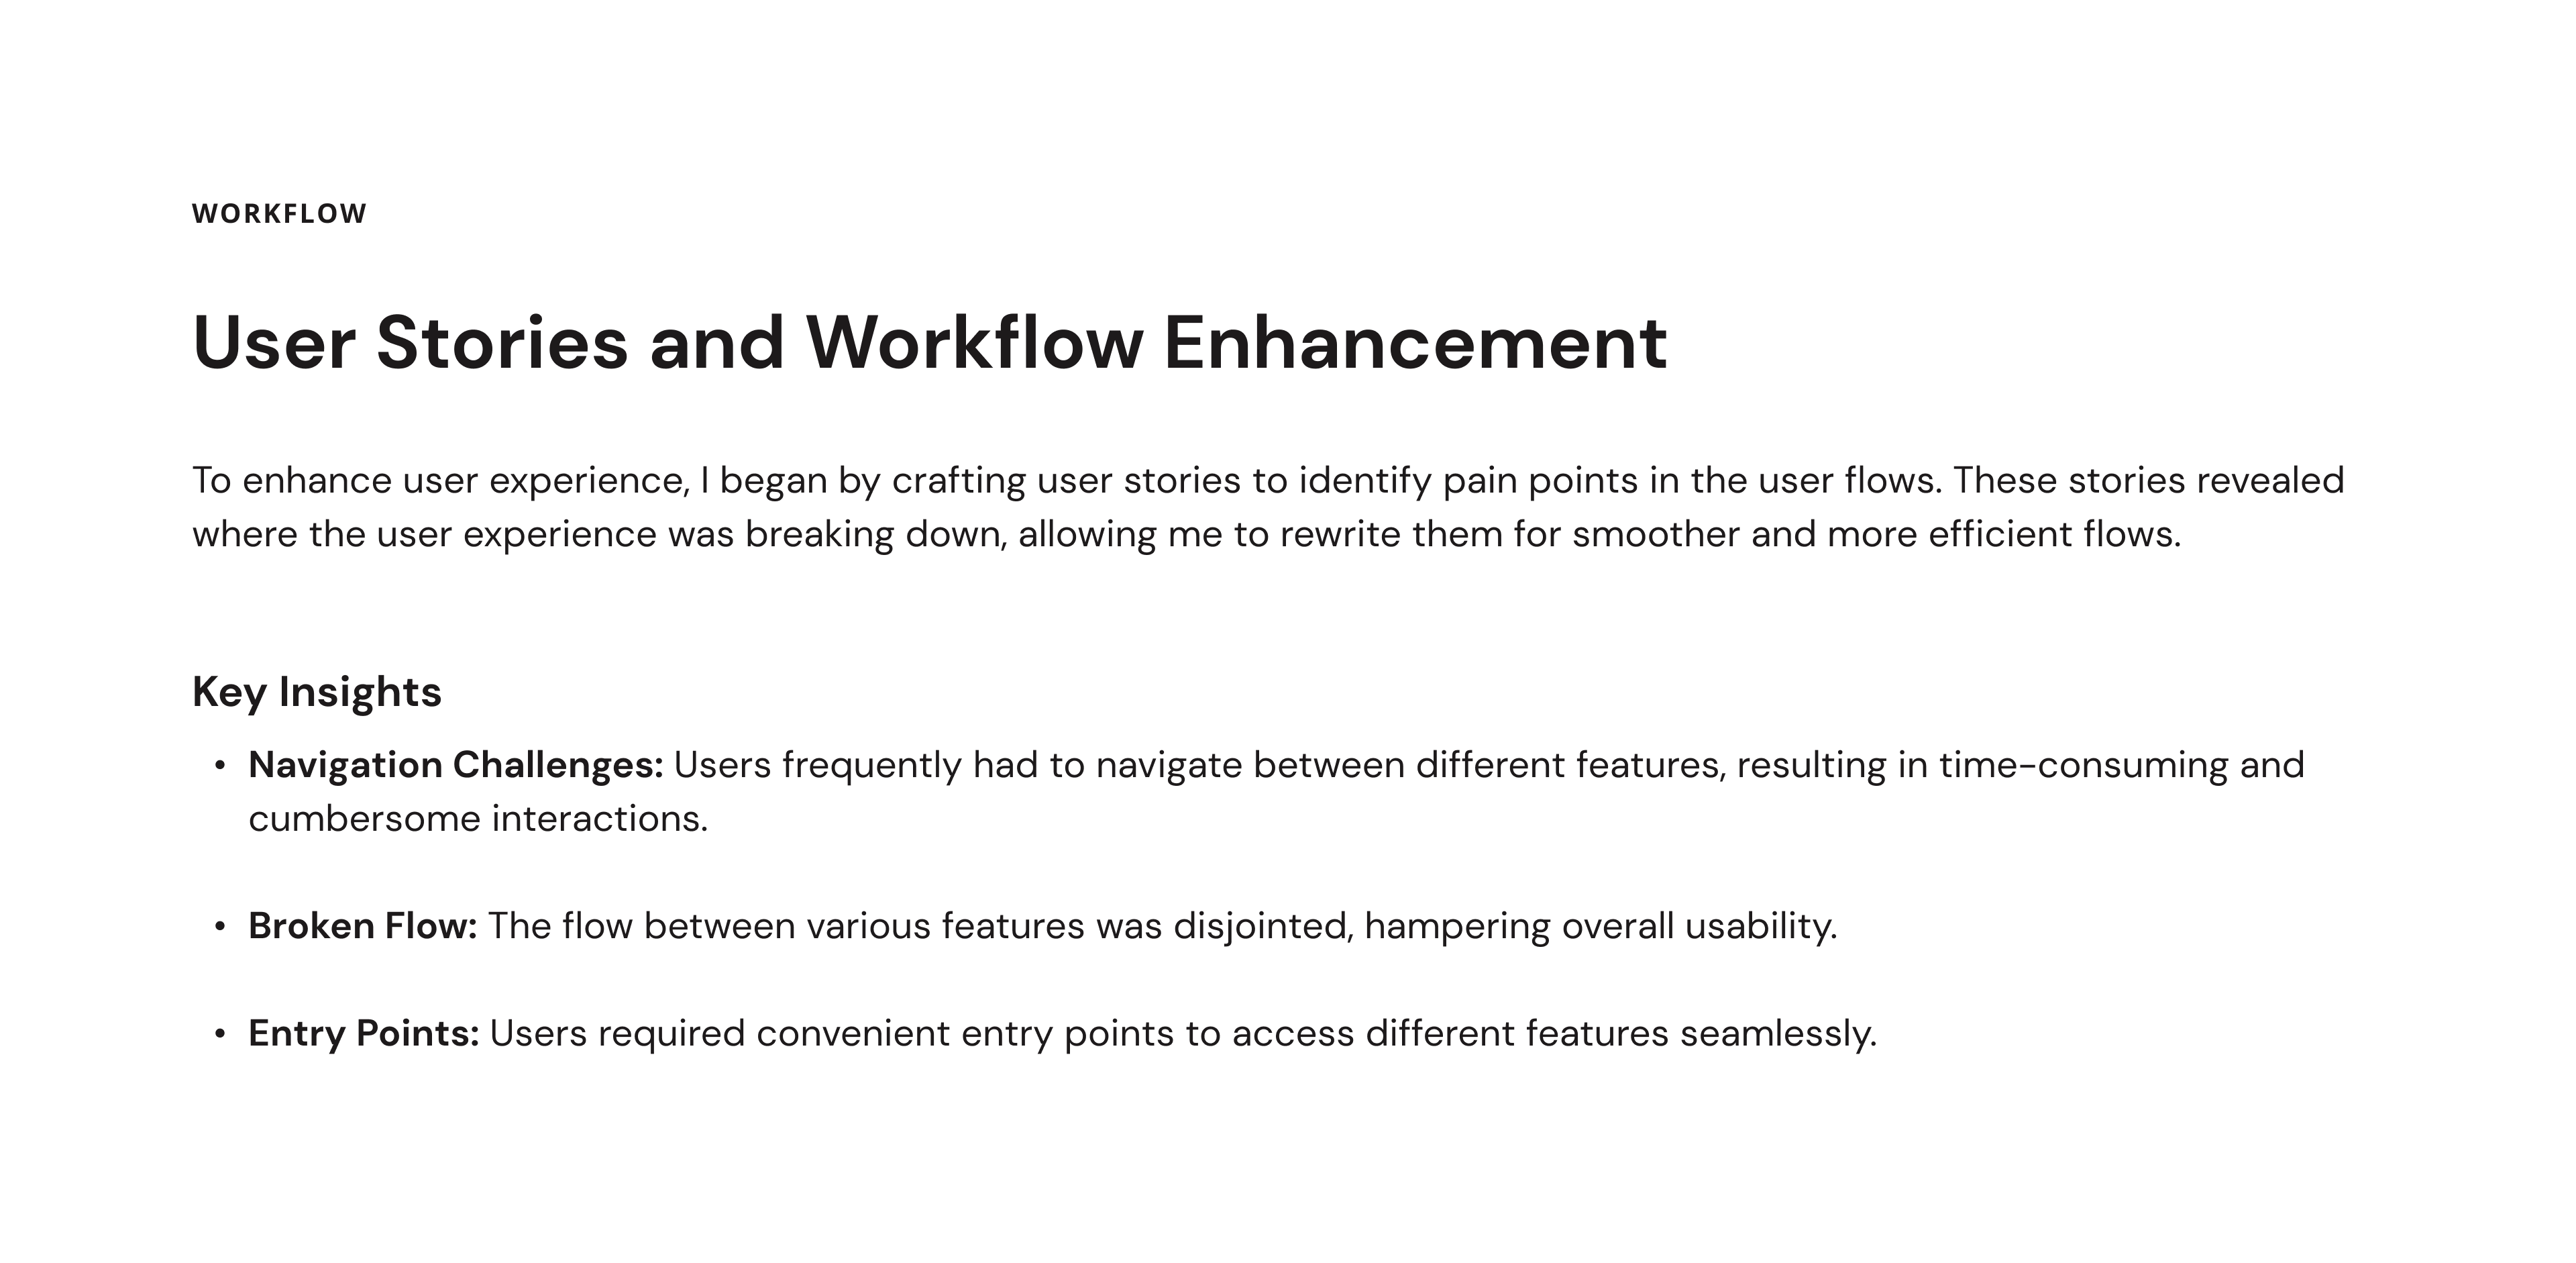 WORKFLOW
User Stories and Workflow Enhancement
To enhance user experience, I began by crafting user stories to identify pain points in the user flows. These stories revealed
where the user experience was breaking down, allowing me to rewrite them for smoother and more efficient flows.
Key Insights
• Navigation Challenges: Users frequently had to navigate between different features, resulting in time-consuming and
cumbersome interactions.
• Broken Flow: The flow between various features was disjointed, hampering overall usability.
• Entry Points: Users required convenient entry points to access different features seamlessly.